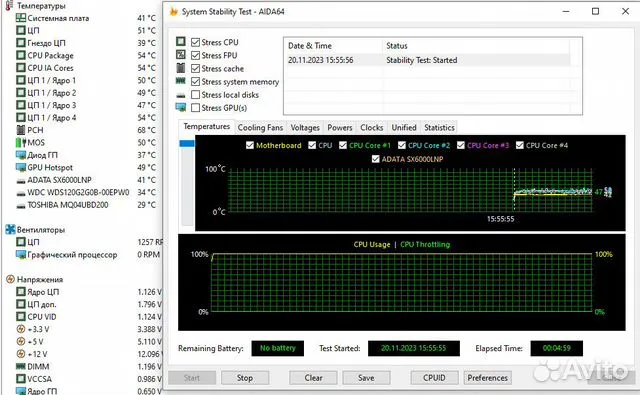 Температуры
Системная плата 41 °C
ЦП 51 °C
Гнездо ЦП 39 °C
CPU Package 54 °C
CPU IA Cores 54 °C
ЦП 1 / Ядро 1 50 °C
ЦП 1 / Ядро 2 49 °C
ЦП 1 / Ядро 3 51 °C
ЦП 1 / Ядро 4 51 °C
PCH 68 °C
MOS 50 °C
Диод ГП 41 °C
GPU Hotspot 49 °C
ADATA SX6000LNP 41 °C
WDC WDS120G2G0B-00EPW0 34 °C
TOSHIBA MQ04UBD200 29 °C
Вентиляторы
ЦП 1257 RP
Графический процессор 0 RPM
Напряжения
Ядро ЦП 1.126 V
ЦП доп. 1.796 V
CPU VID 1.124 V
+3.3 V 3.388 V
+5 V 5.110 V
+12 V 12.096 V
DIMM 1.196 V
VCCSA 0.986 V
Ядро ГП 0.650 V
System Stability Test - AIDA64
Stress CPU
Stress FPU
Stress cache
Stress system memory
Stress local disks
Stress GPU(s)
Date & Time Status
20.11.2023 15:55:56 Stability Test: Started
Temperatures Cooling Fans Voltages Powers Clocks Unified Statistics
Motherboard CPU CPU Core #1 CPU Core #2 CPU Core #3 CPU Core #4
ADATA SX6000LNP
100°C
0°C
47
41
15:55:55
CPU Usage | CPU Throttling
100% 100%
0% 0%
Remaining Battery: No battery Test Started: 20.11.2023 15:55:55 Elapsed Time: 00:04:59
Start Stop Clear Save CPUID Preferences
Avito